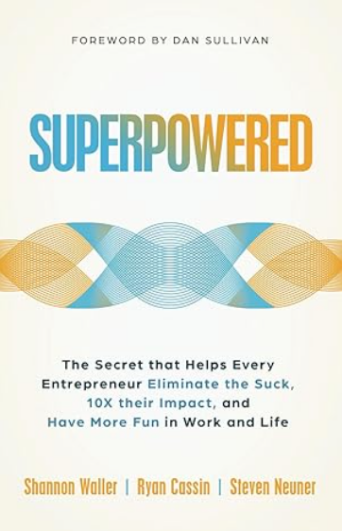 FOREWORD BY DAN SULLIVAN
SUPERPOWERED
The Secret that Helps Every
Entrepreneur Eliminate the Suck,
10X their Impact, and
Have More Fun in Work and Life
Shannon Waller | Ryan Cassin | Steven Neuner